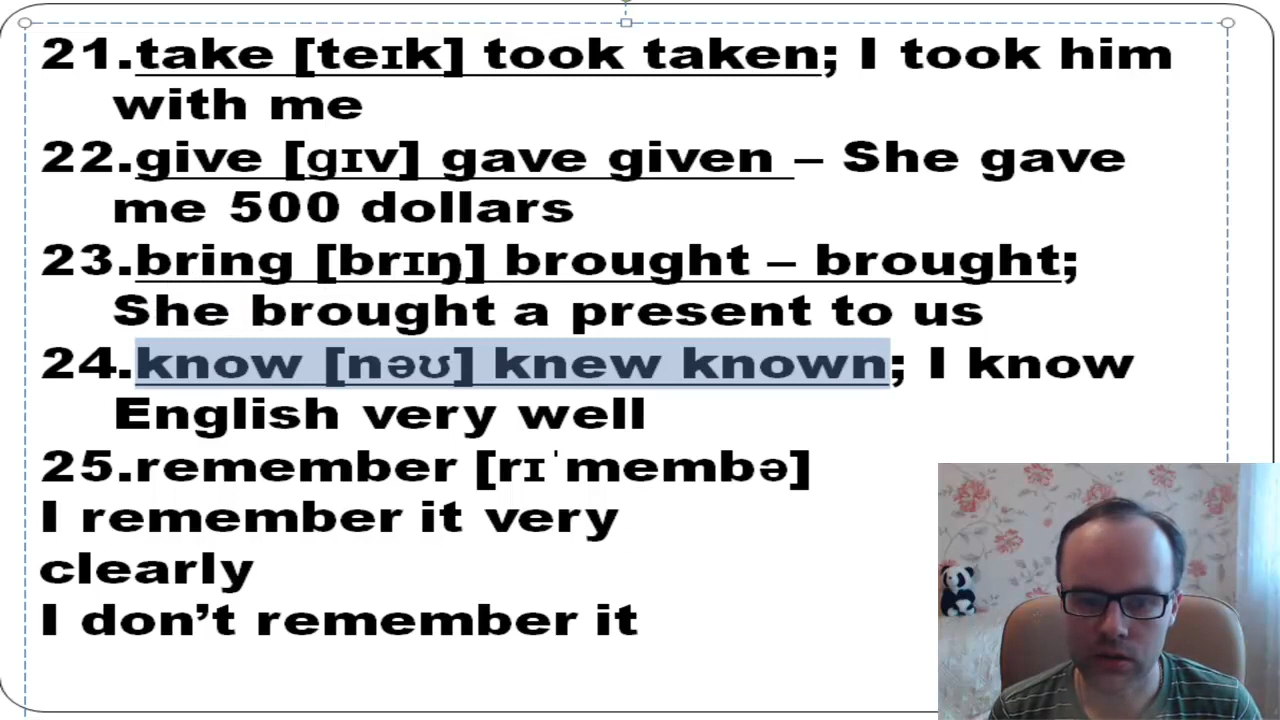 21.take [teɪk] took taken; I took him
with me
22.give [gɪv] gave given – She gave
me 500 dollars
23.bring [brɪŋ] brought – brought;
She brought a present to us
24.know [nəʊ] knew known; I know
English very well
25.remember [rɪˈmembə]
I remember it very
clearly
I don’t remember it